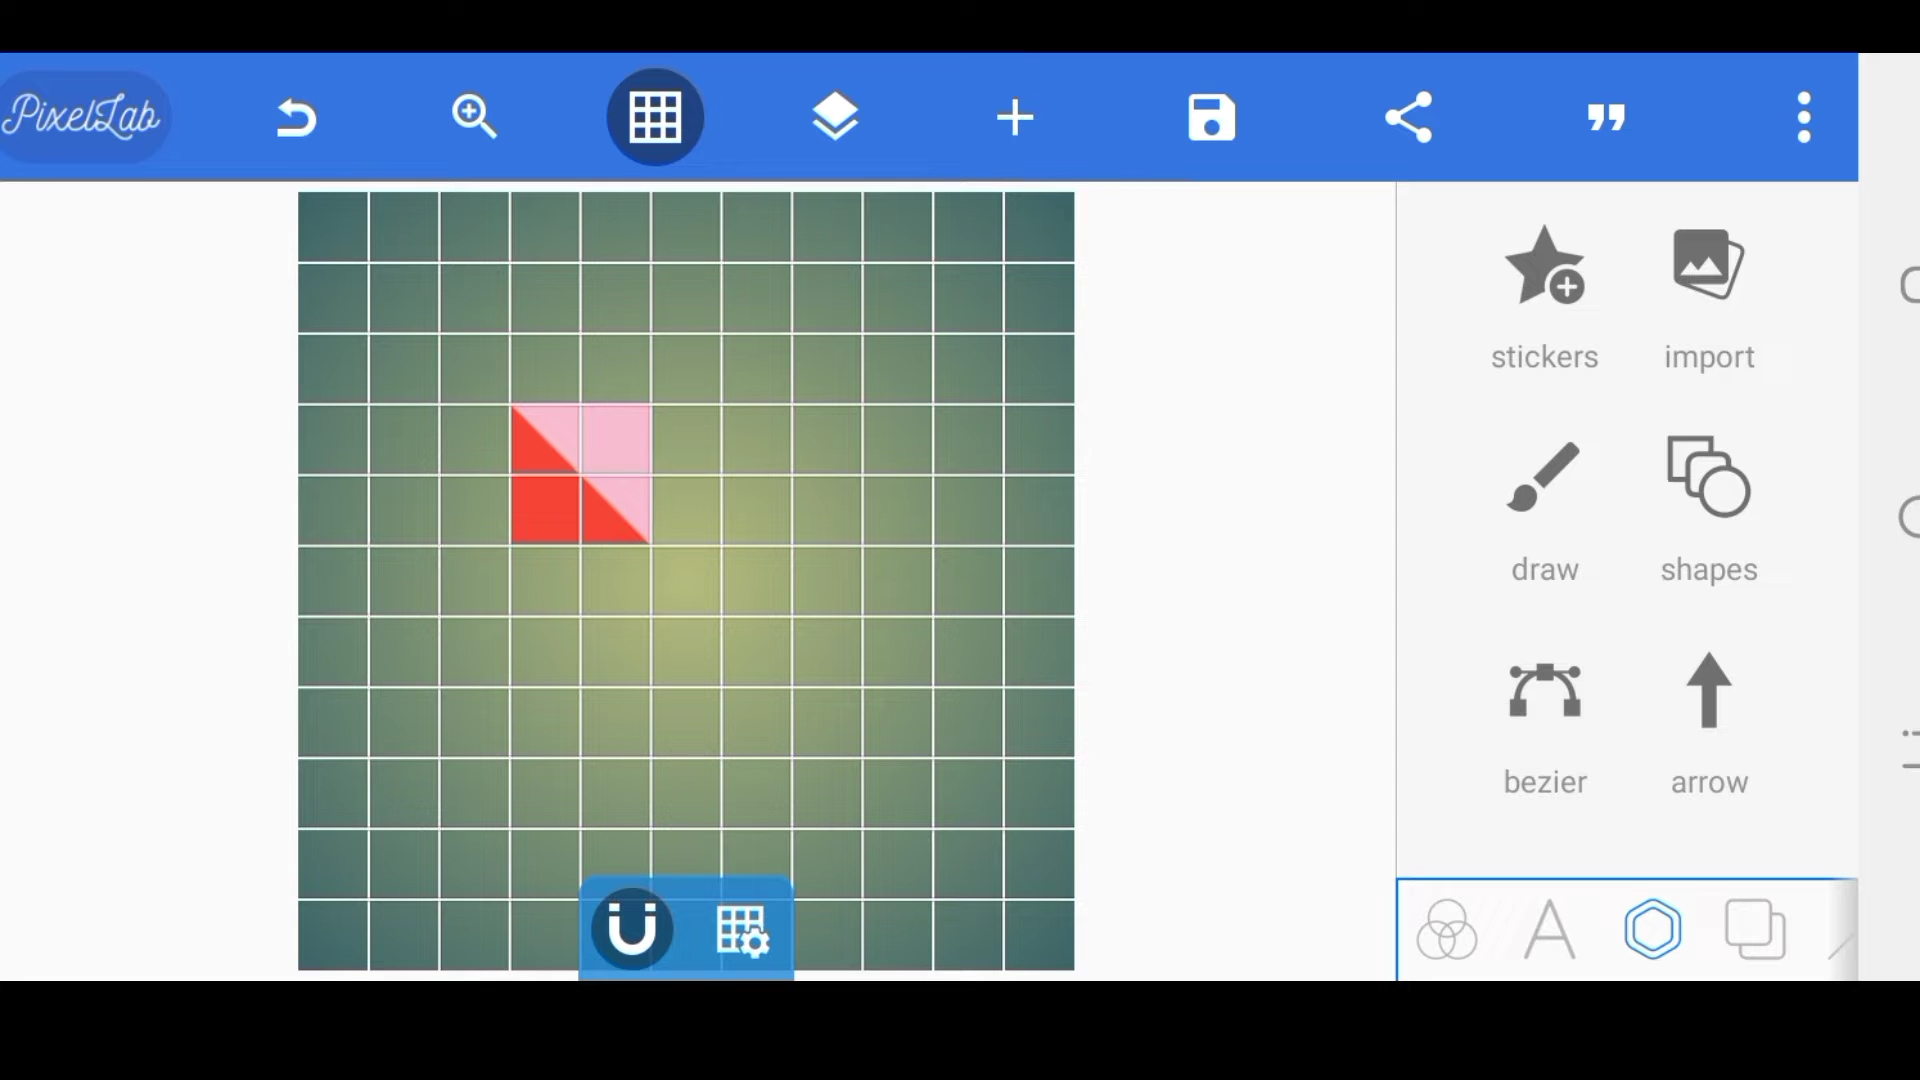 PixelLab
stickers
import
draw
shapes
bezier
arrow